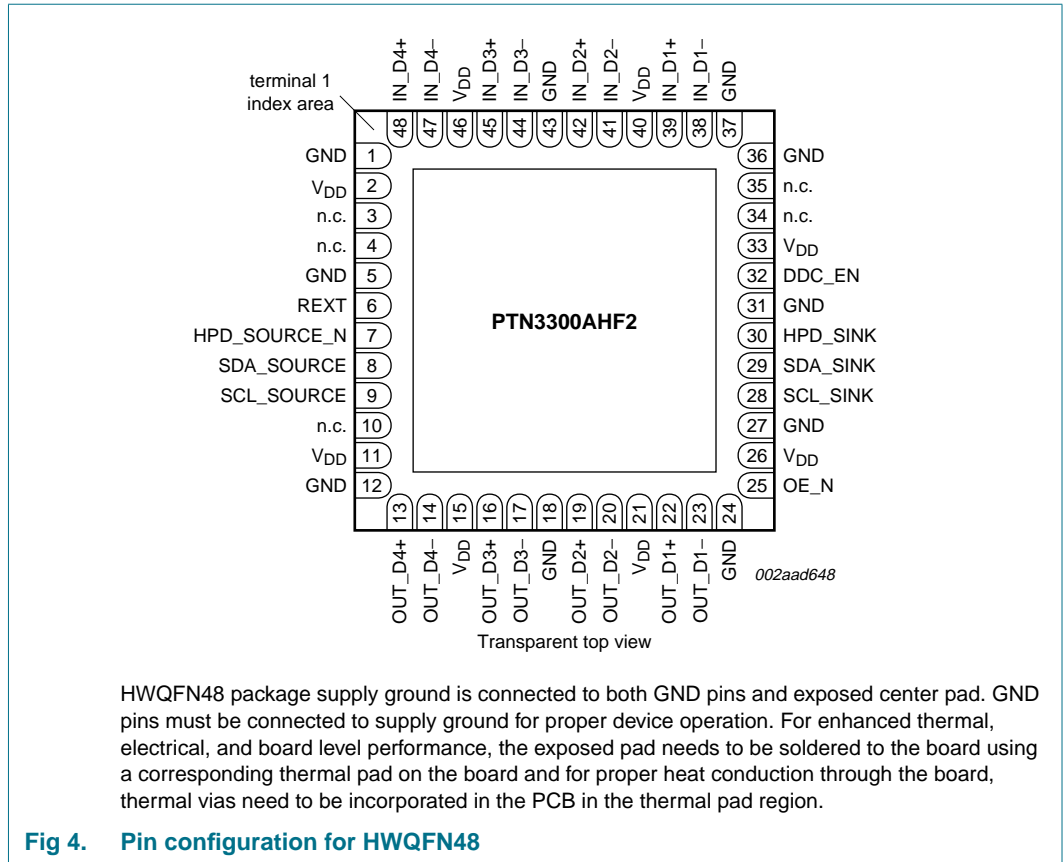 IN_D4+
IN_D4−
VDD
IN_D3+
IN_D3−
GND
IN_D2+
IN_D2−
VDD
IN_D1+
IN_D1−
GND
terminal 1
index area
48 47 46 45 44 43 42 41 40 39 38 37
GND 1 36 GND
VDD 2 35 n.c.
n.c. 3 34 n.c.
n.c. 4 33 VDD
GND 5 32 DDC_EN
REXT 6 31 GND
PTN3300AHF2
HPD_SOURCE_N 7 30 HPD_SINK
SDA_SOURCE 8 29 SDA_SINK
SCL_SOURCE 9 28 SCL_SINK
n.c. 10 27 GND
VDD 11 26 VDD
GND 12 25 OE_N
13 14 15 16 17 18 19 20 21 22 23 24
OUT_D4+
OUT_D4−
VDD
OUT_D3+
OUT_D3−
GND
OUT_D2+
OUT_D2−
VDD
OUT_D1+
OUT_D1−
GND
002aad648
Transparent top view
HWQFN48 package supply ground is connected to both GND pins and exposed center pad. GND
pins must be connected to supply ground for proper device operation. For enhanced thermal,
electrical, and board level performance, the exposed pad needs to be soldered to the board using
a corresponding thermal pad on the board and for proper heat conduction through the board,
thermal vias need to be incorporated in the PCB in the thermal pad region.
Fig 4. Pin configuration for HWQFN48